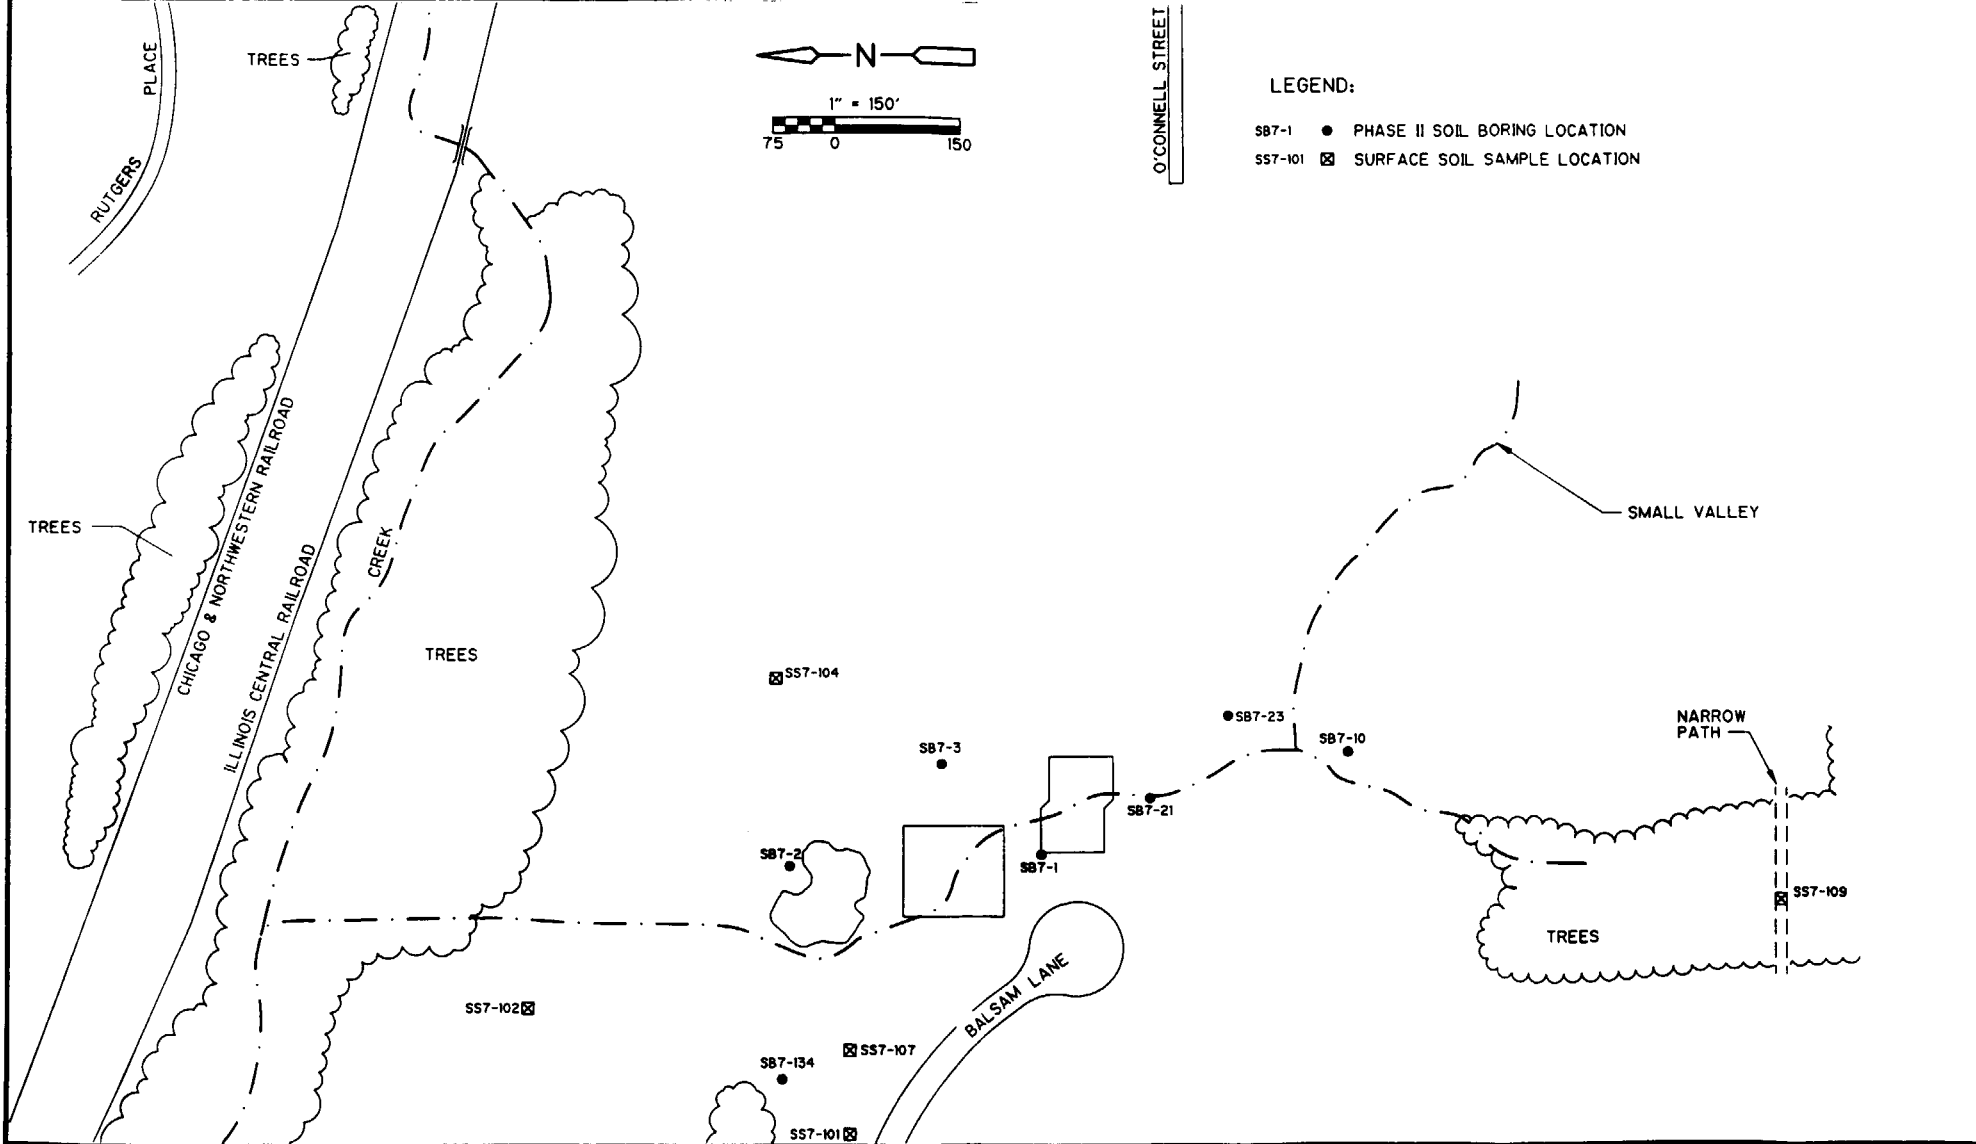 PLACE
RUTGERS
TREES
N
1" = 150'
75 0 150
O'CONNELL STREET
LEGEND:
SB7-1 PHASE II SOIL BORING LOCATION
SS7-101 SURFACE SOIL SAMPLE LOCATION
TREES
CHICAGO & NORTHWESTERN RAILROAD
ILLINOIS CENTRAL RAILROAD
CREEK
TREES
SMALL VALLEY
SS7-104
SB7-23
SB7-10
NARROW
PATH
SB7-3
SB7-21
SB7-2
SB7-1
SS7-109
TREES
BALSAM LANE
SS7-102
SS7-107
SB7-134
SS7-101